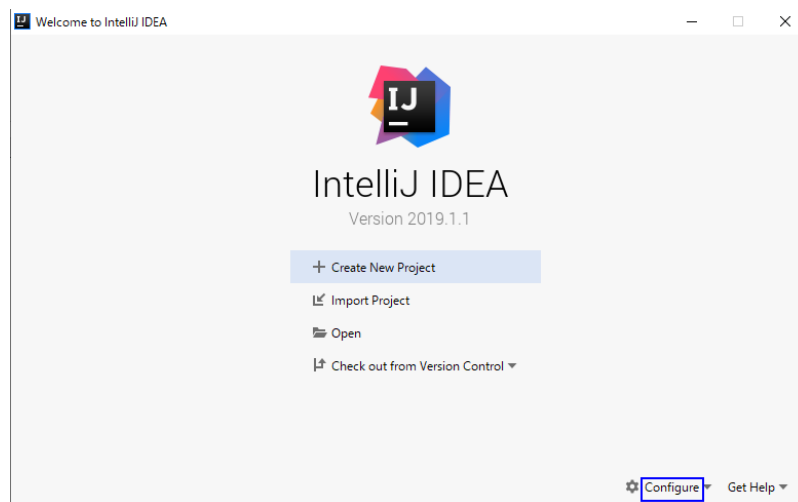 Welcome to IntelliJ IDEA
IJ
IntelliJ IDEA
Version 2019.1.1
Create New Project
Import Project
Open
Check out from Version Control
Configure
Get Help